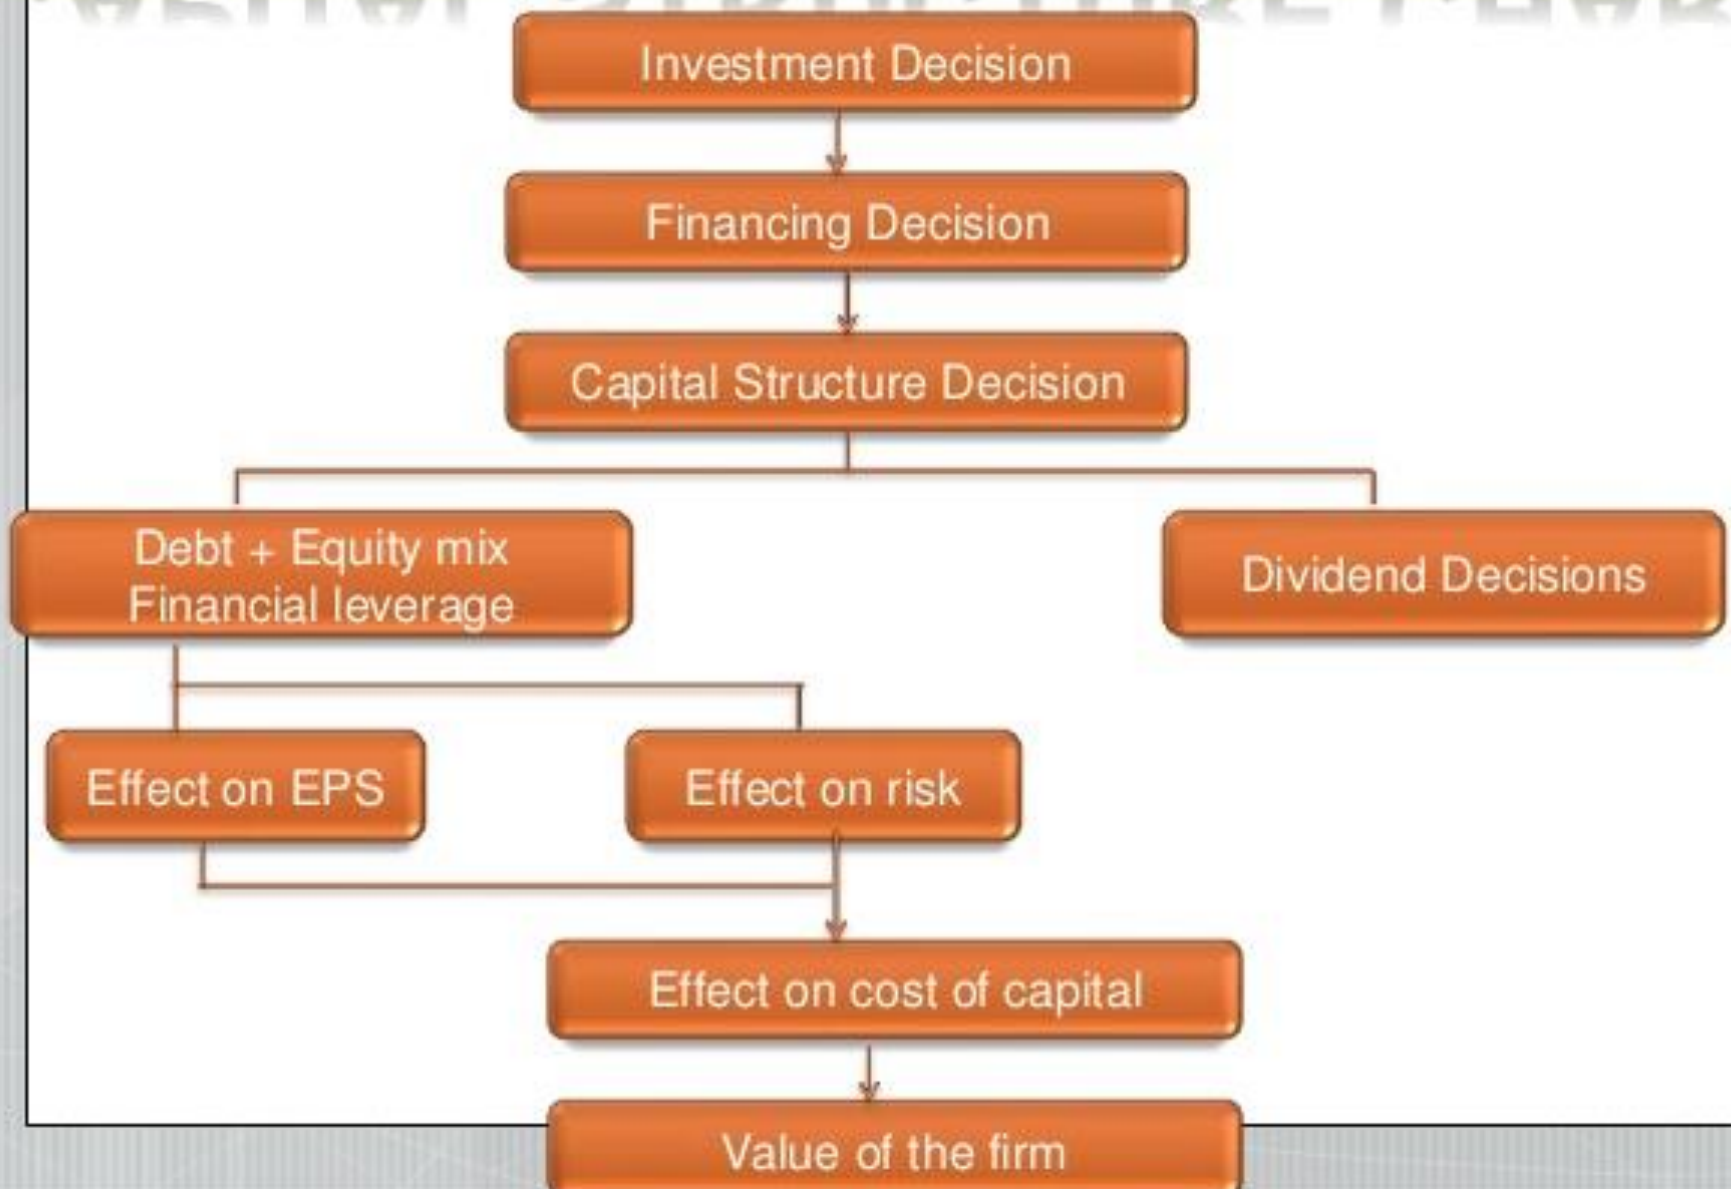 Investment Decision
Financing Decision
Capital Structure Decision
Debt + Equity mix
Financial leverage
Dividend Decisions
Effect on EPS
Effect on risk
Effect on cost of capital
Value of the firm